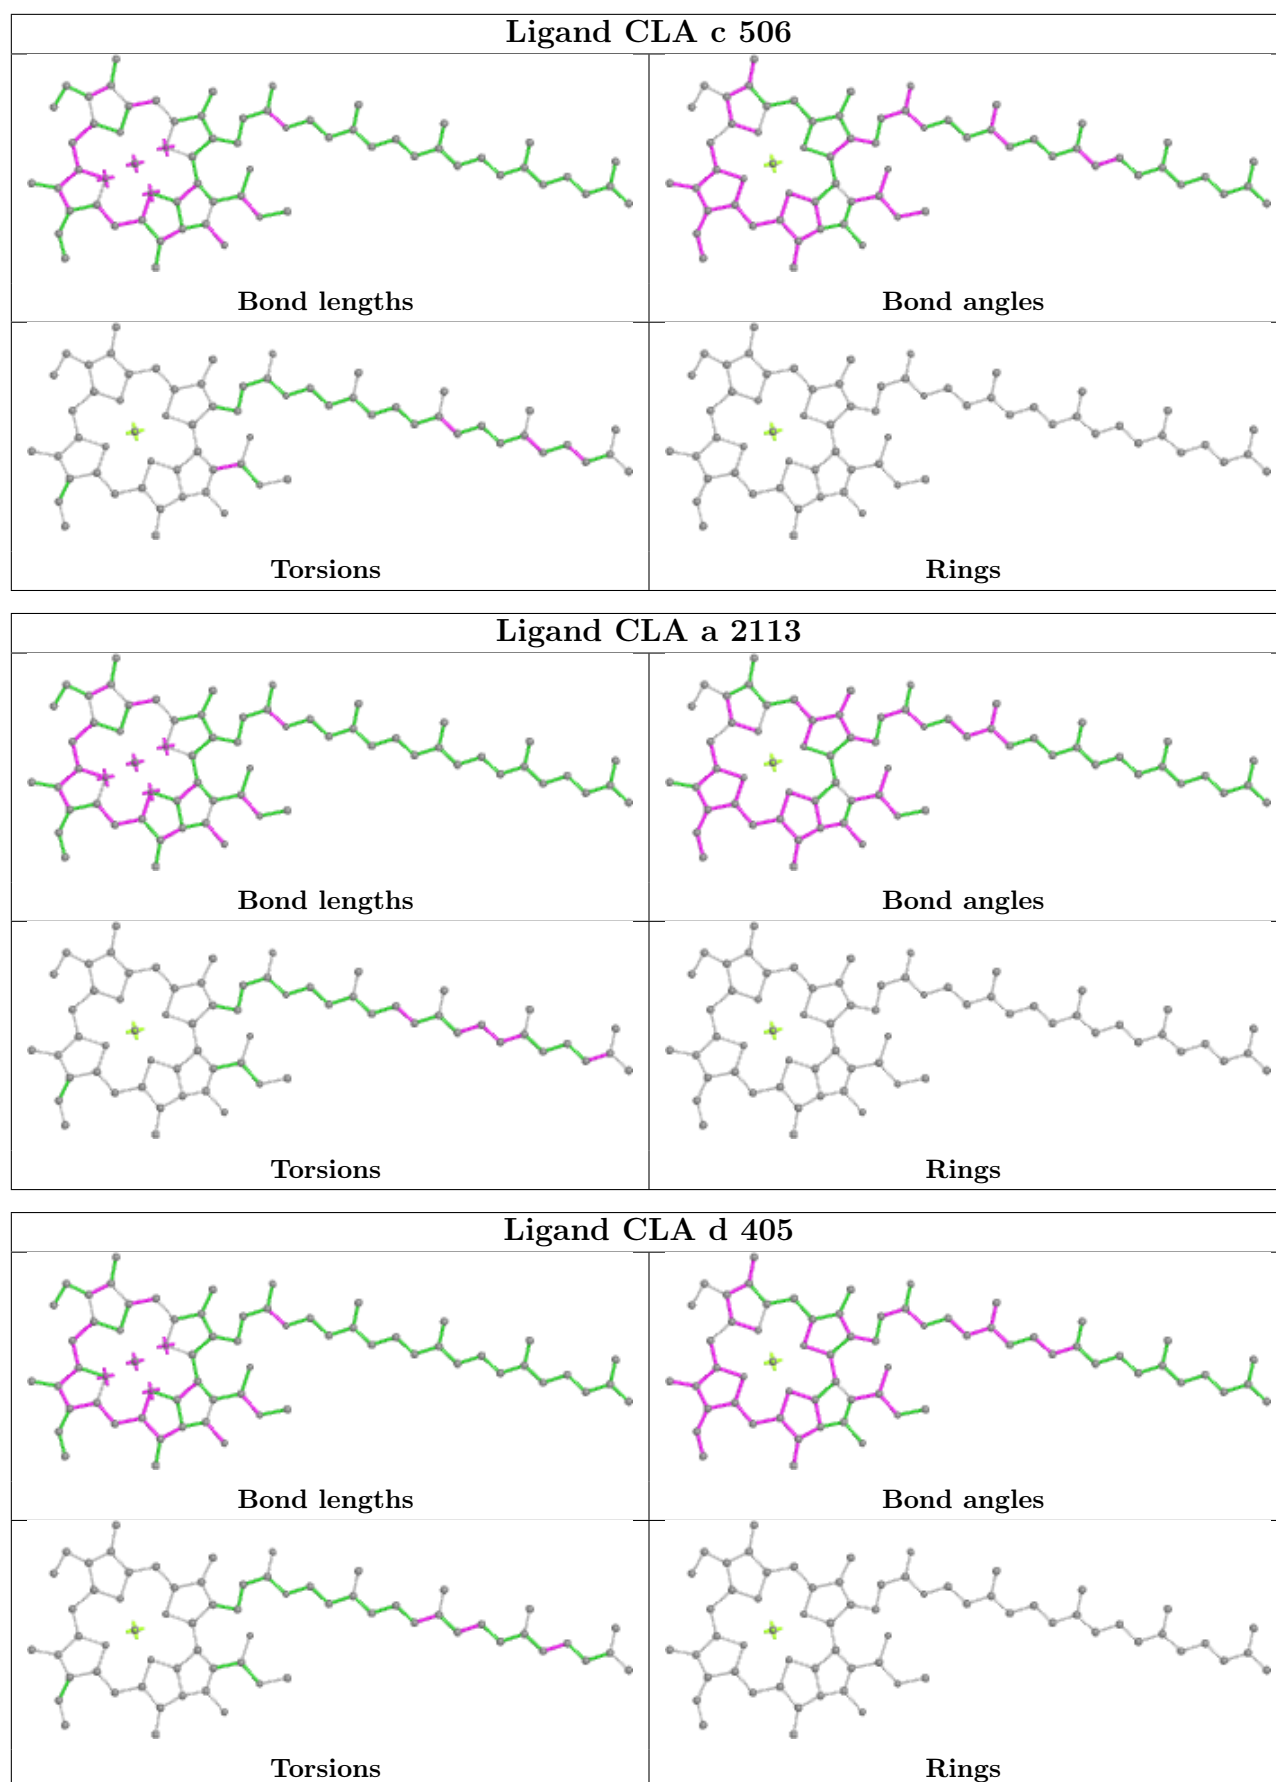 Ligand CLA c 506
Bond lengths
Bond angles
Torsions
Rings
Ligand CLA a 2113
Bond lengths
Bond angles
Torsions
Rings
Ligand CLA d 405
Bond lengths
Bond angles
Torsions
Rings